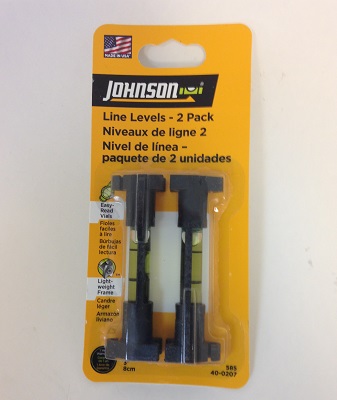 MADE IN USA
JOHNSON
Line Levels - 2 Pack
Niveaux de ligne 2
Nivel de línea –
paquete de 2 unidades
Easy-
Read
Vials
Fioles
faciles
à lire
Burbujas
de fácil
lectura
Light-
weight
Frame
Cadre
léger
Armazón
liviano
8cm
585
40-0207